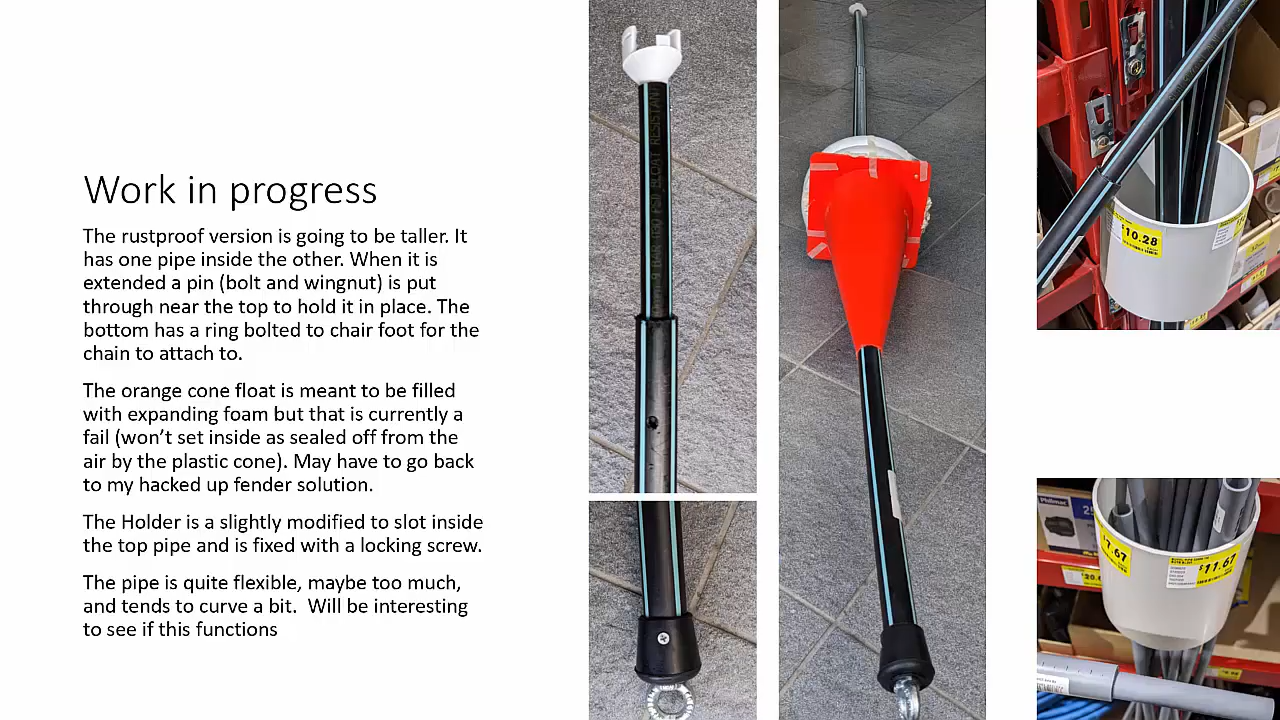 Work in progress
The rustproof version is going to be taller. It
has one pipe inside the other. When it is
extended a pin (bolt and wingnut) is put
through near the top to hold it in place. The
bottom has a ring bolted to chair foot for the
chain to attach to.
The orange cone float is meant to be filled
with expanding foam but that is currently a
fail (won’t set inside as sealed off from the
air by the plastic cone). May have to go back
to my hacked up fender solution.
The Holder is a slightly modified to slot inside
the top pipe and is fixed with a locking screw.
The pipe is quite flexible, maybe too much,
and tends to curve a bit.  Will be interesting
to see if this functions
$10.28
Philmac
$7.67
$11.67